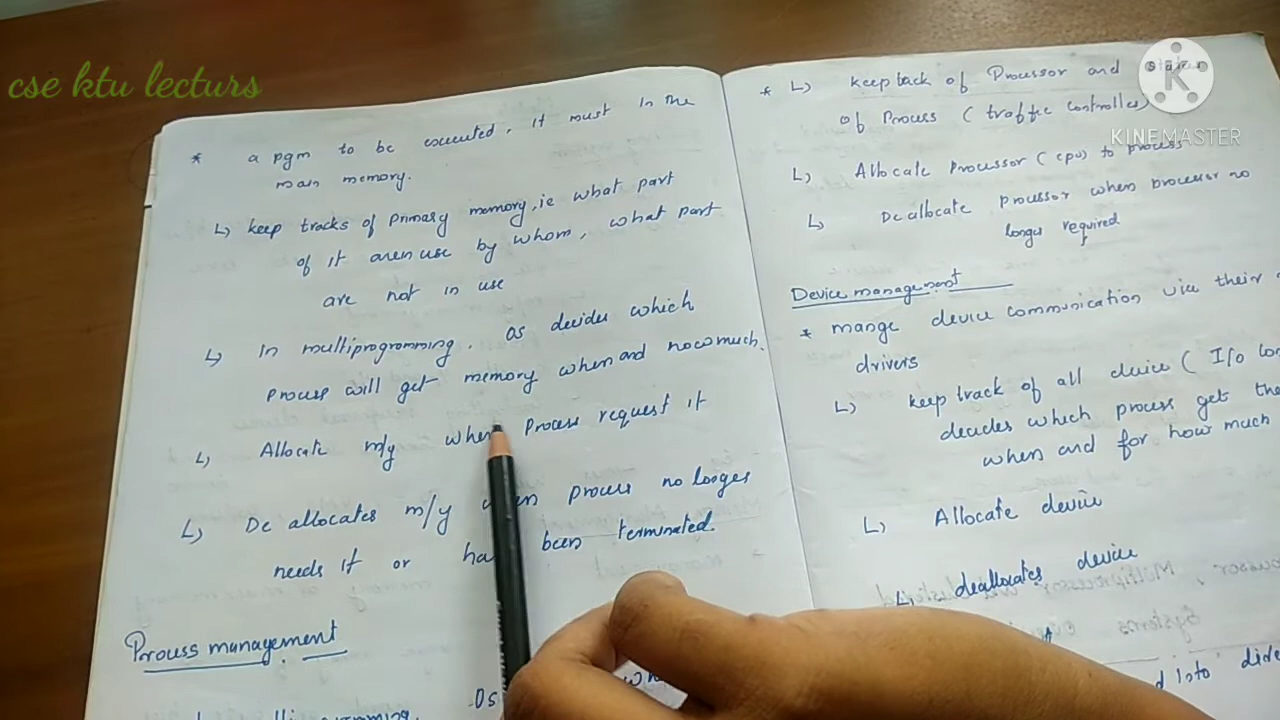 cse ktu lecturs
* a pgm to be executed, it must in the
main memory.
↳ keep tracks of primary memory, ie what part
of it are in use by whom, what part
are not in use
↳ In multiprogramming, os decides which
process will get memory when and how much.
↳ Allocate m/y when process request it
↳ De allocates m/y when process no longer
needs it or ha been terminated.
Process management
Os
* ↳ keep tack of Processor and
of Process (traffic controller)
↳ Allocate processor (cpu) to process
↳ De allocate processor when processor no
longer required
Device management
* mange device communication via their
drivers
↳ keep track of all device (I/o
decides which process get the
when and for how much
↳ Allocate device
↳ deallocates device
into
KINEMASTER